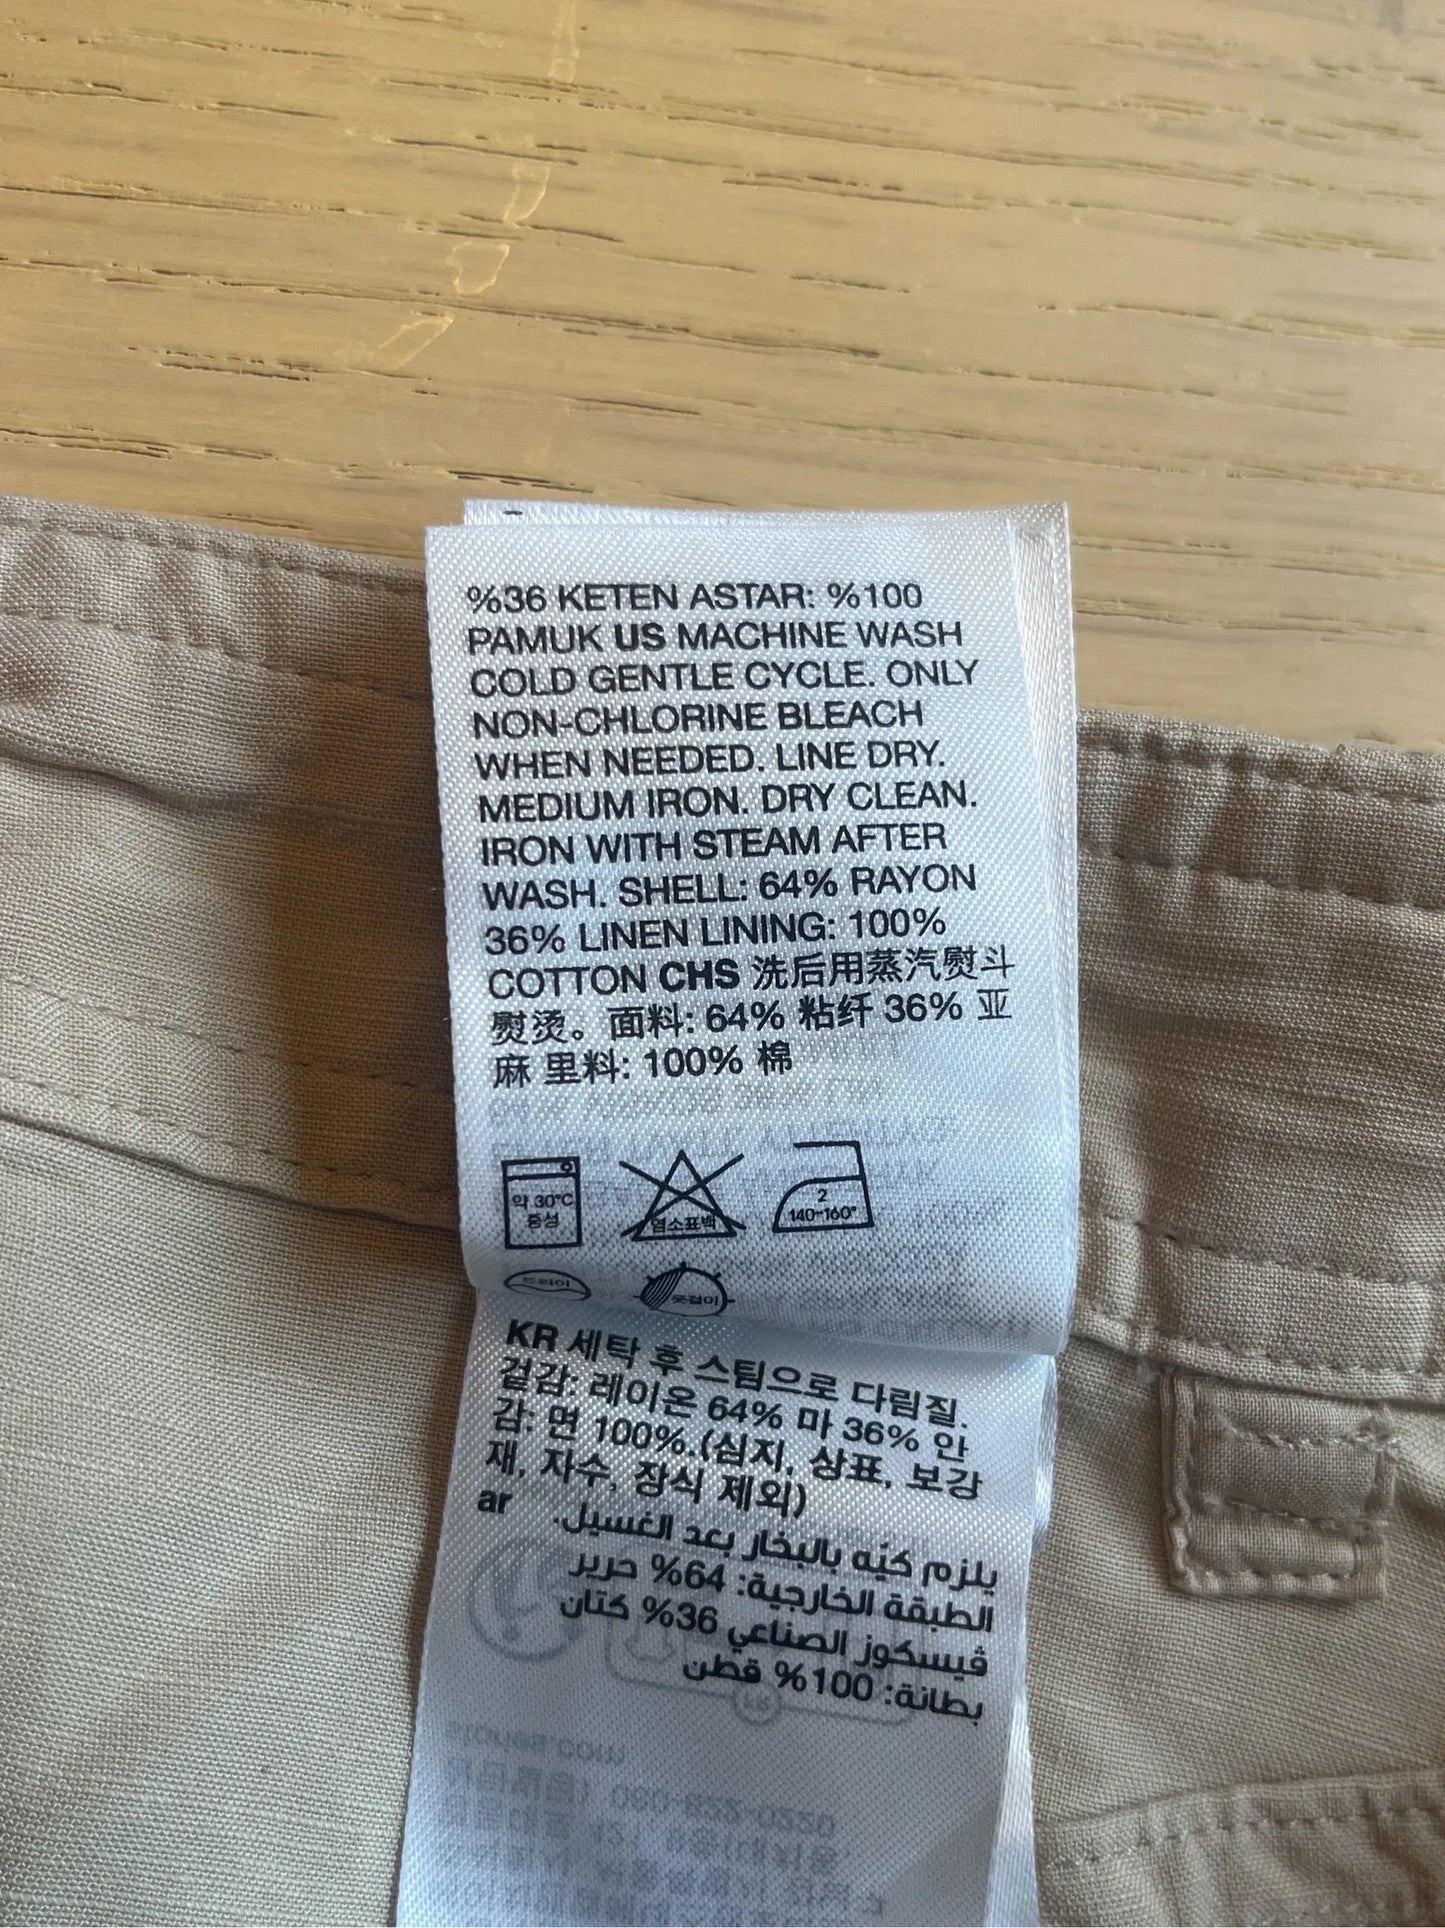 %36 KETEN ASTAR: %100
PAMUK US MACHINE WASH
COLD GENTLE CYCLE. ONLY
NON-CHLORINE BLEACH
WHEN NEEDED. LINE DRY.
MEDIUM IRON. DRY CLEAN.
IRON WITH STEAM AFTER
WASH. SHELL: 64% RAYON
36% LINEN LINING: 100%
COTTON CHS 洗后用蒸汽熨斗
熨烫。面料: 64% 粘纤 36% 亚
麻 里料: 100% 棉
약 30°C
중성
염소표백
2
140-160°
드라이
옷걸이
KR 세탁 후 스팀으로 다림질.
겉감: 레이온 64% 마 36% 안
감: 면 100%.(심지, 상표, 보강
재, 자수, 장식 제외)
ar يلزم كيّه بالبخار بعد الغسيل.
الطبقة الخارجية: 64% حرير
ڤيسكوز الصناعي 36% كتان
بطانة: 100% قطن